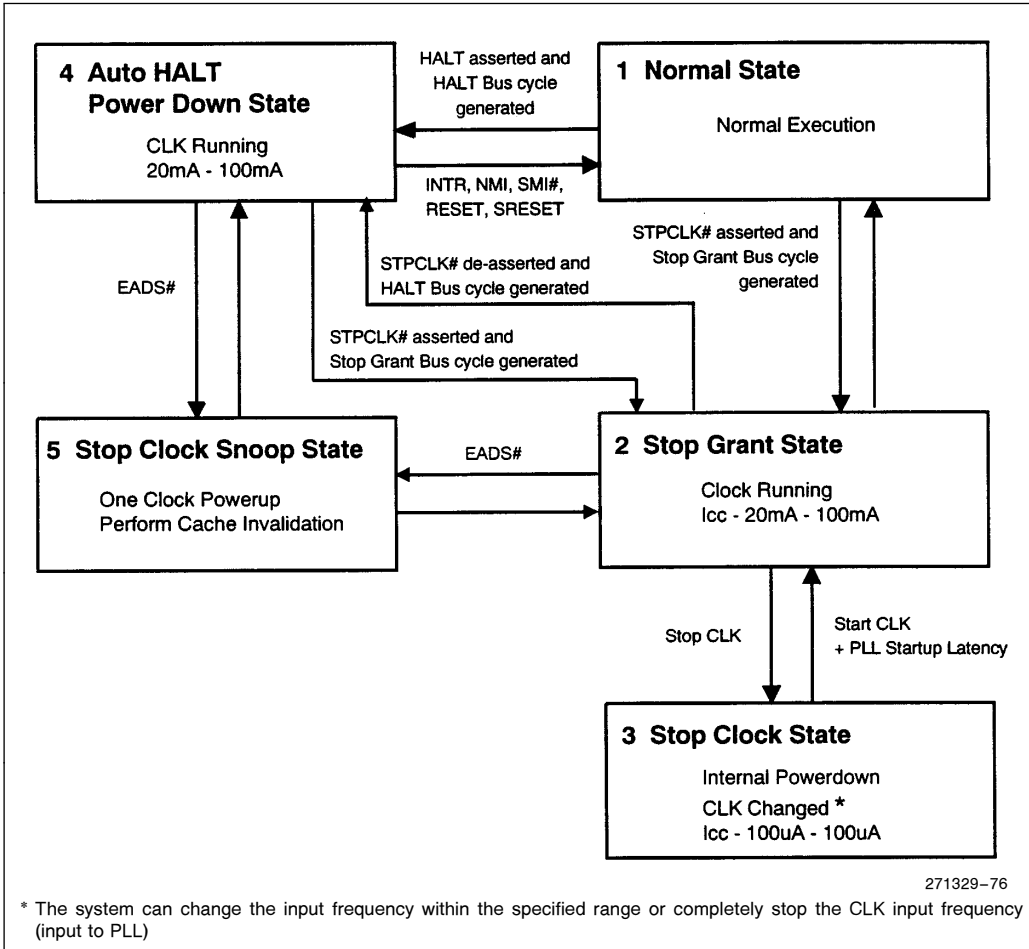 4 Auto HALT
Power Down State
CLK Running
20mA - 100mA
HALT asserted and
HALT Bus cycle
generated
INTR, NMI, SMI#,
RESET, SRESET
1 Normal State
Normal Execution
EADS#
STPCLK# de-asserted and
HALT Bus cycle generated
STPCLK# asserted and
Stop Grant Bus cycle generated
STPCLK# asserted and
Stop Grant Bus cycle
generated
5 Stop Clock Snoop State
One Clock Powerup
Perform Cache Invalidation
EADS#
2 Stop Grant State
Clock Running
Icc - 20mA - 100mA
Stop CLK
Start CLK
+ PLL Startup Latency
3 Stop Clock State
Internal Powerdown
CLK Changed *
Icc - 100uA - 100uA
271329-76
* The system can change the input frequency within the specified range or completely stop the CLK input frequency
(input to PLL)